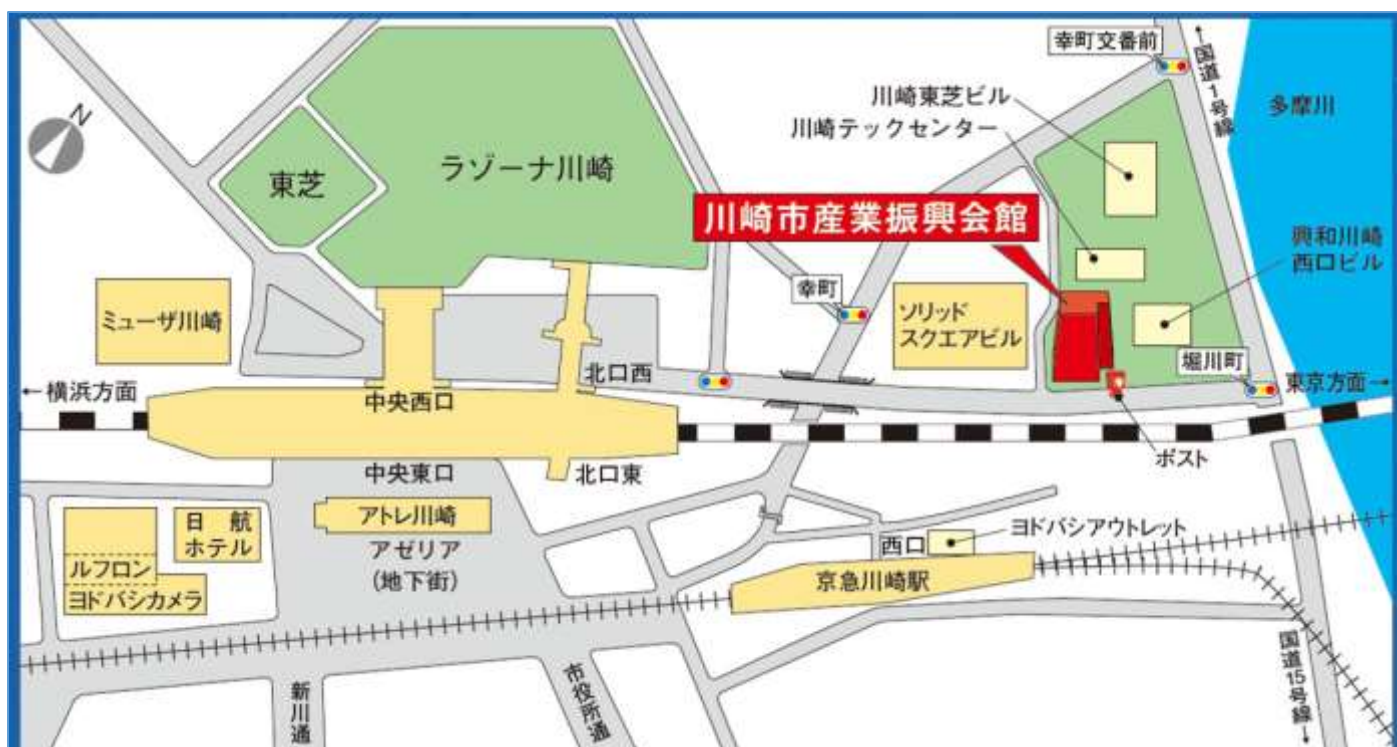 幸町交番前
←国道1号線
川崎東芝ビル
多摩川
川崎テックセンター
N
東芝
ラゾーナ川崎
川崎市産業振興会館
興和川崎
西口ビル
幸町
ミューザ川崎
ソリッド
スクエアビル
堀川町
←横浜方面
北口西
東京方面→
中央西口
ポスト
中央東口
北口東
アトレ川崎
日航
ホテル
アゼリア
(地下街)
ヨドバシアウトレット
西口
ルフロン
ヨドバシカメラ
京急川崎駅
新川通
市役所通
国道15号線→